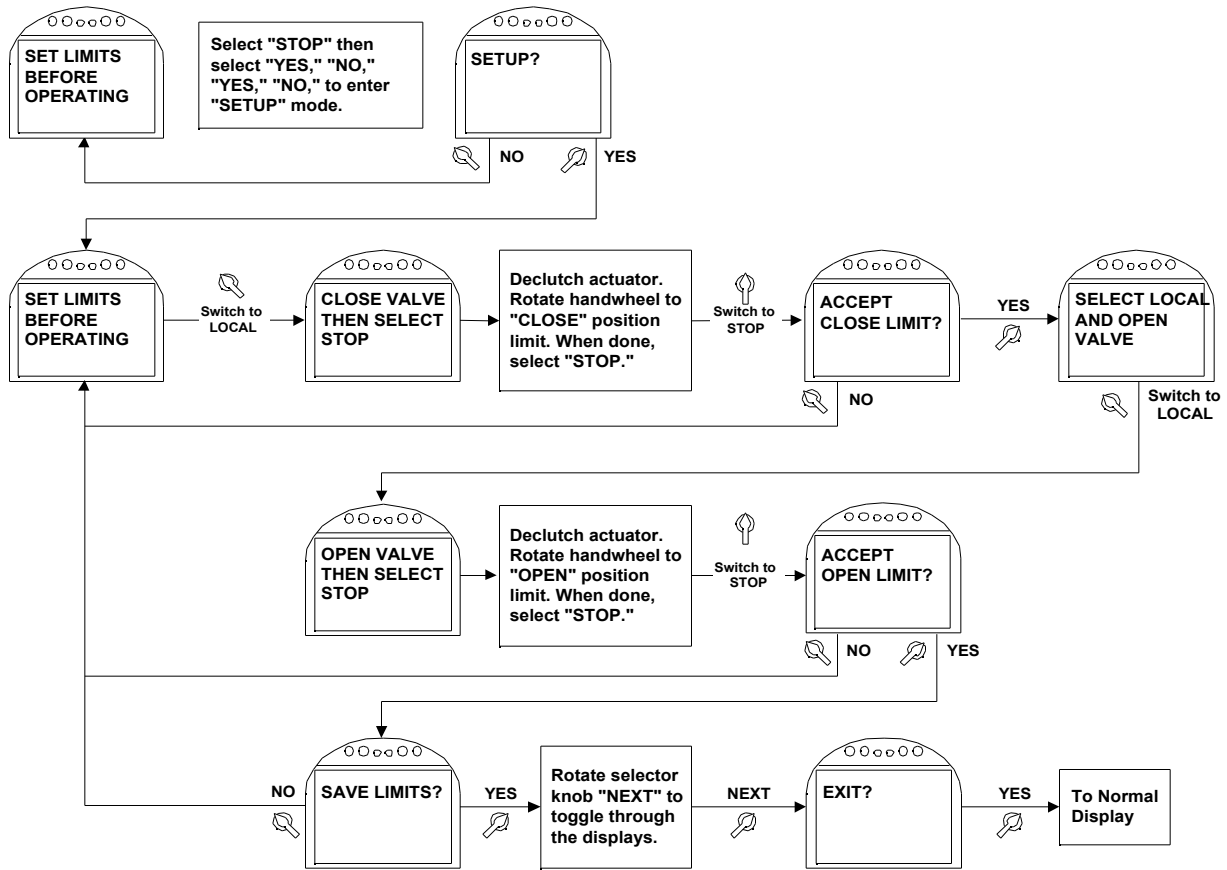 SET LIMITS
BEFORE
OPERATING
Select "STOP" then
select "YES," "NO,"
"YES," "NO," to enter
"SETUP" mode.
SETUP?
NO
YES
SET LIMITS
BEFORE
OPERATING
Switch to
LOCAL
CLOSE VALVE
THEN SELECT
STOP
Declutch actuator.
Rotate handwheel to
"CLOSE" position
limit. When done,
select "STOP."
Switch to
STOP
ACCEPT
CLOSE LIMIT?
YES
NO
SELECT LOCAL
AND OPEN
VALVE
Switch to
LOCAL
OPEN VALVE
THEN SELECT
STOP
Declutch actuator.
Rotate handwheel to
"OPEN" position
limit. When done,
select "STOP."
Switch to
STOP
ACCEPT
OPEN LIMIT?
NO
YES
NO
SAVE LIMITS?
YES
Rotate selector
knob "NEXT" to
toggle through
the displays.
NEXT
EXIT?
YES
To Normal
Display